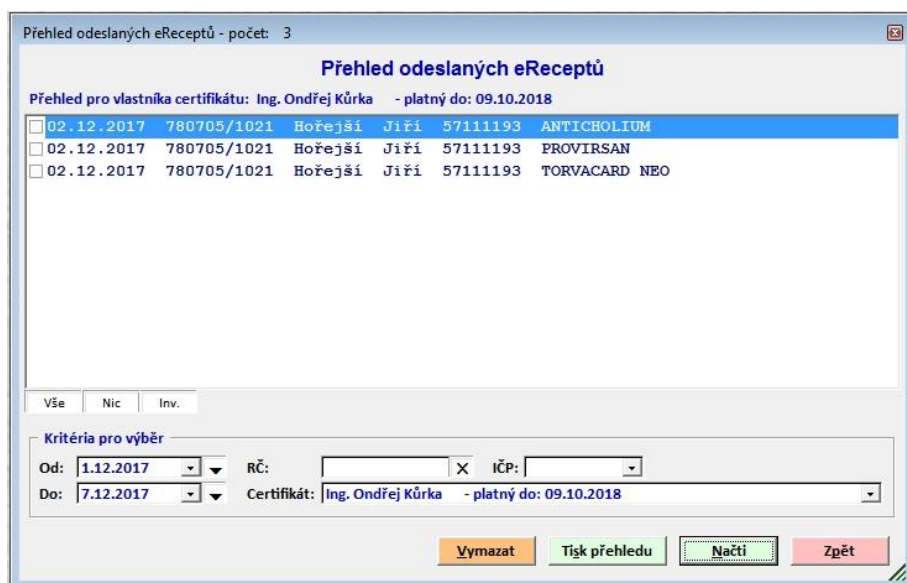 Přehled odeslaných eReceptů - počet: 3
Přehled odeslaných eReceptů
Přehled pro vlastníka certifikátu: Ing. Ondřej Kůrka - platný do: 09.10.2018
02.12.2017 780705/1021 Hořejší Jiří 57111193 ANTICHOLIUM
02.12.2017 780705/1021 Hořejší Jiří 57111193 PROVIRSAN
02.12.2017 780705/1021 Hořejší Jiří 57111193 TORVACARD NEO
Vše Nic Inv.
Kritéria pro výběr
Od: 1.12.2017 RČ: X IČP:
Do: 7.12.2017 Certifikát: Ing. Ondřej Kůrka - platný do: 09.10.2018
Vymazat Tisk přehledu Načti Zpět